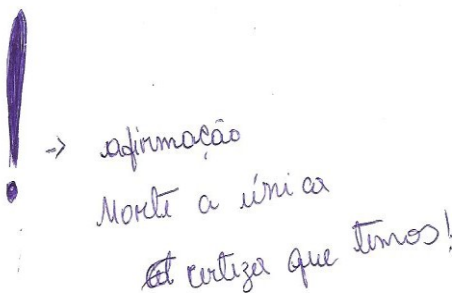 ! → afirmação
Morte a única
certeza que temos!